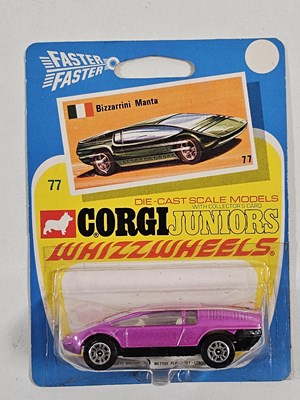 FASTER
FASTER
Bizzarrini Manta
77
77
DIE-CAST SCALE MODELS
WITH COLLECTOR'S CARD
CORGI JUNIORS
WHIZZWHEELS®